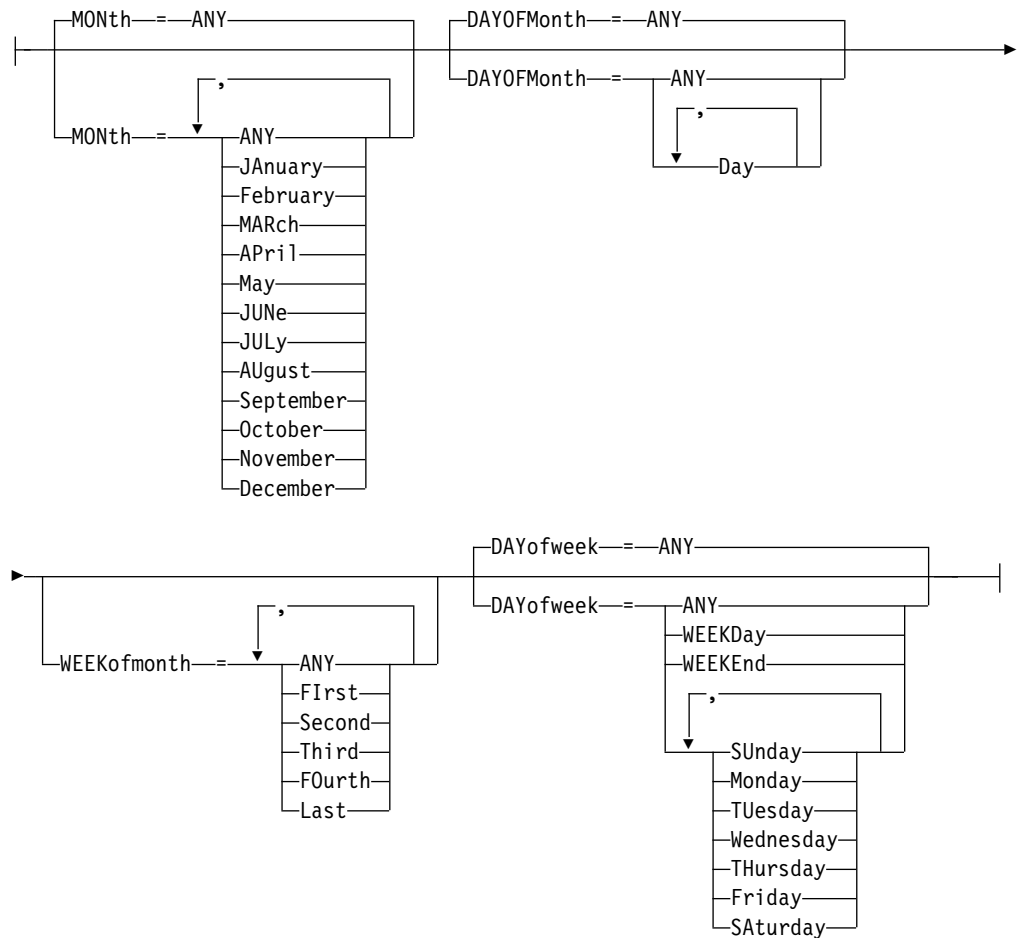 MONth = ANY
DAYOFMonth = ANY
,
DAYOFMonth = ANY
MONth = ANY
,
JAnuary
Day
February
MARch
APril
May
JUNe
JULy
AUgust
September
October
November
December
DAYofweek = ANY
,
DAYofweek = ANY
WEEKDay
WEEKofmonth = ANY
WEEKEnd
FIrst
,
Second
Third
SUnday
FOurth
Monday
Last
TUesday
Wednesday
THursday
Friday
SAturday